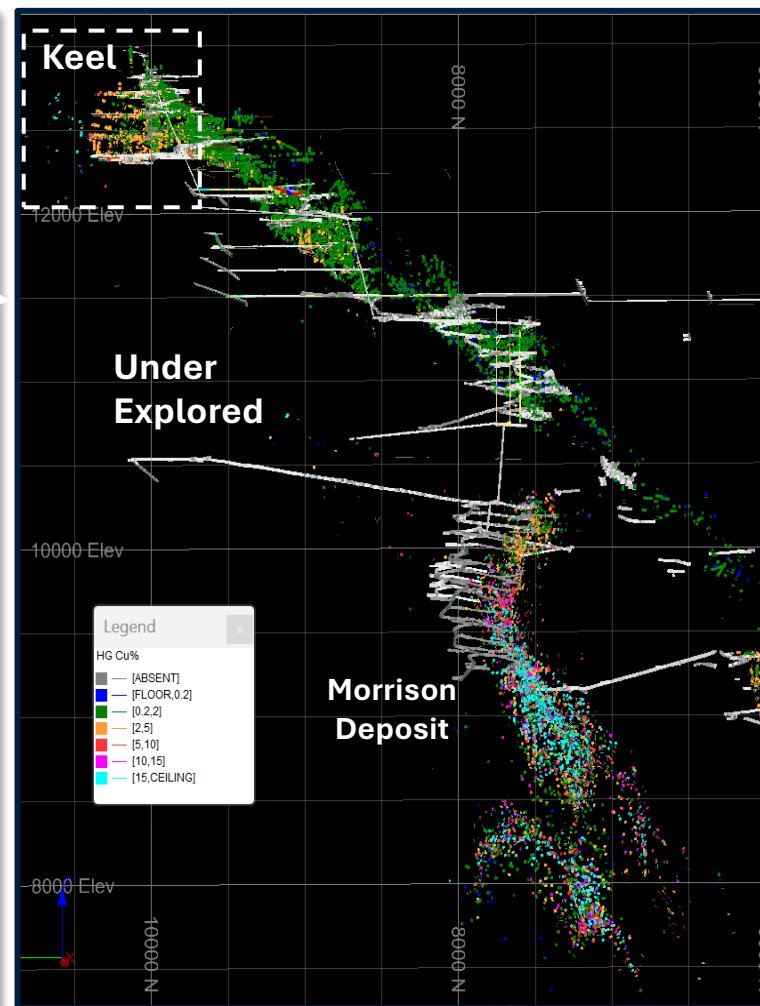 Keel
8000 N
12000 Elev
Under
Explored
10000 Elev
Legend
×
HG Cu%
[ABSENT]
[FLOOR,0.2]
[0.2,2]
[2,5]
[5,10]
[10,15]
[15,CEILING]
Morrison
Deposit
8000 Elev
X
10000 N
8000 N